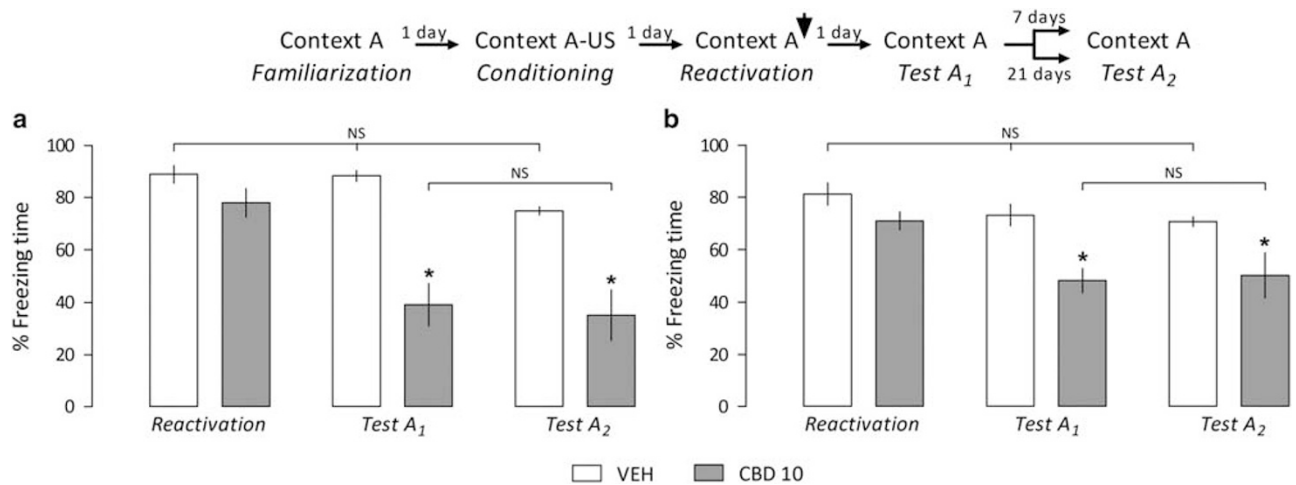 Context A 1 day Context A-US 1 day Context A 1 day Context A 7 days Context A
Familiarization Conditioning Reactivation Test A1 21 days Test A2
a
NS
NS
% Freezing time
100
80
60
40
20
0
* *
Reactivation Test A1 Test A2
b
NS
NS
% Freezing time
100
80
60
40
20
0
* *
Reactivation Test A1 Test A2
VEH CBD 10